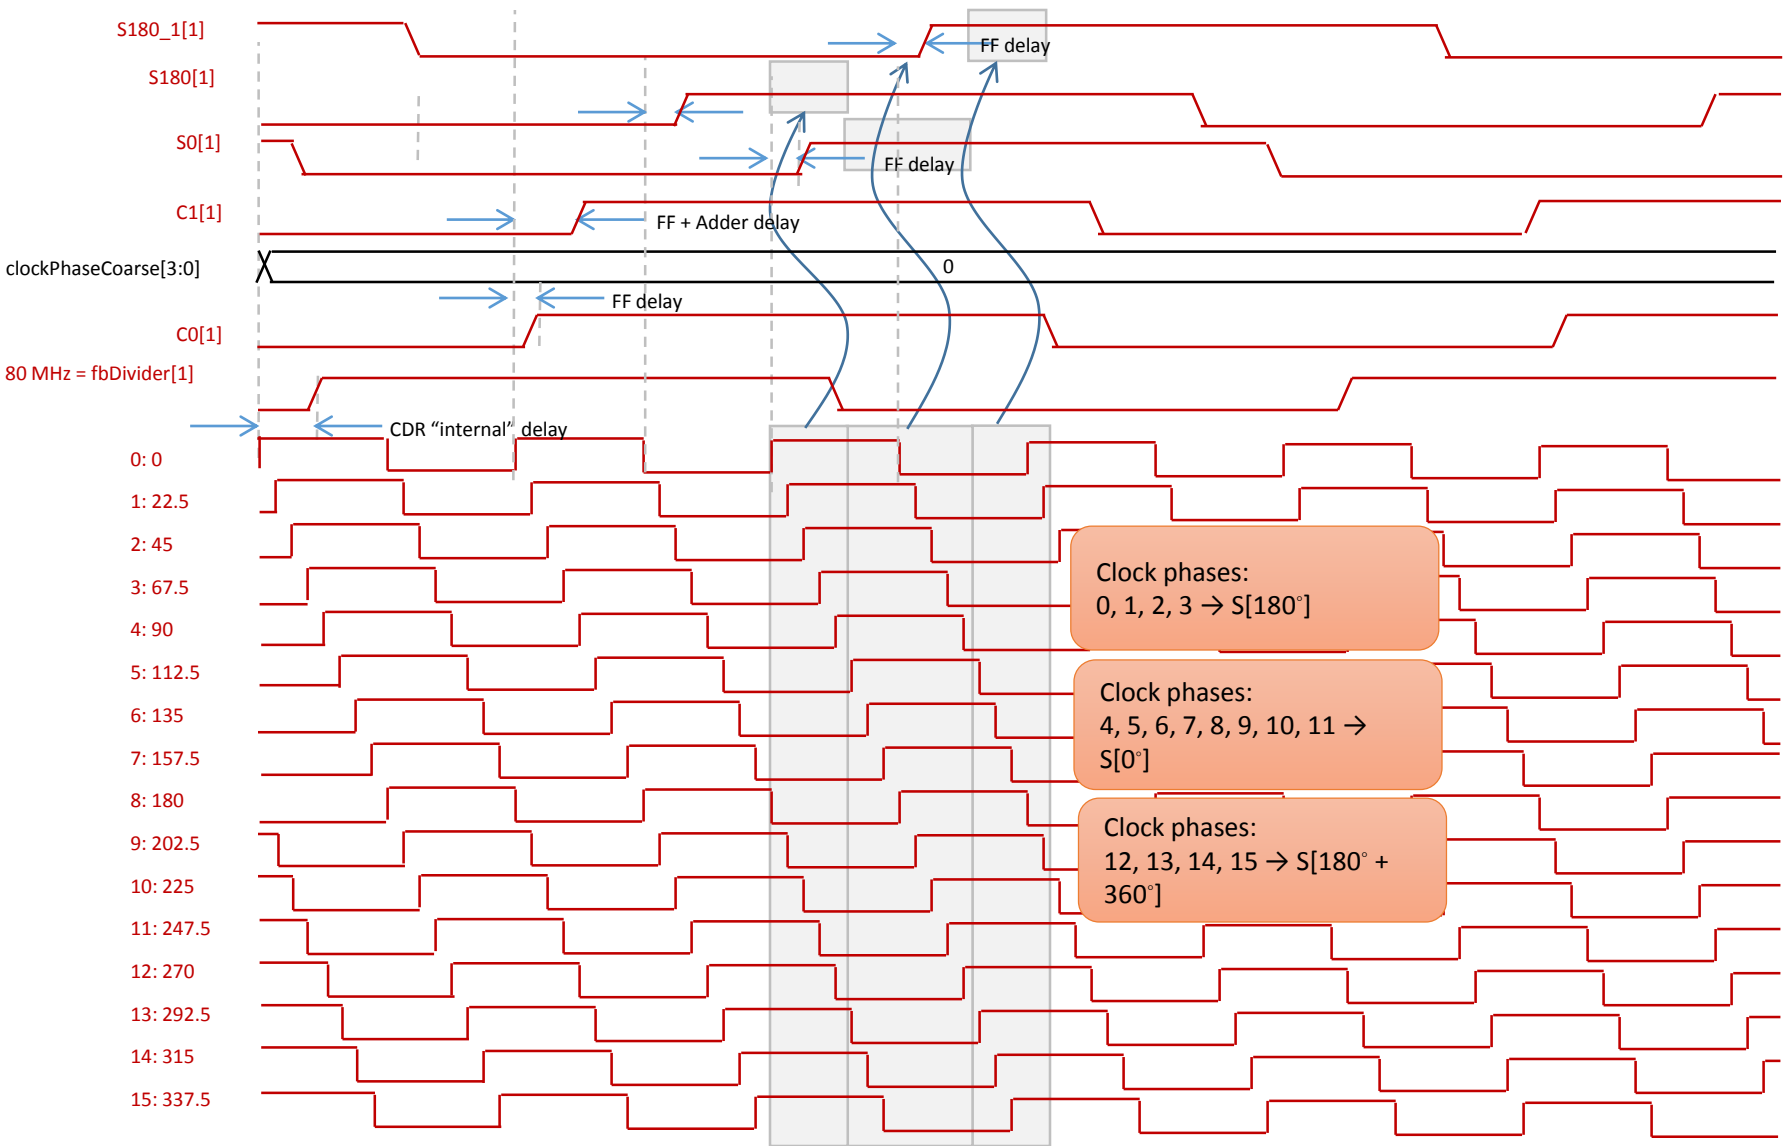 S180_1[1]
FF delay
S180[1]
S0[1]
FF delay
C1[1]
FF + Adder delay
clockPhaseCoarse[3:0]
0
FF delay
C0[1]
80 MHz = fbDivider[1]
CDR “internal” delay
0: 0
1: 22.5
2: 45
3: 67.5
4: 90
5: 112.5
6: 135
7: 157.5
8: 180
9: 202.5
10: 225
11: 247.5
12: 270
13: 292.5
14: 315
15: 337.5
Clock phases:
0, 1, 2, 3 → S[180°]
Clock phases:
4, 5, 6, 7, 8, 9, 10, 11 →
S[0°]
Clock phases:
12, 13, 14, 15 → S[180° +
360°]